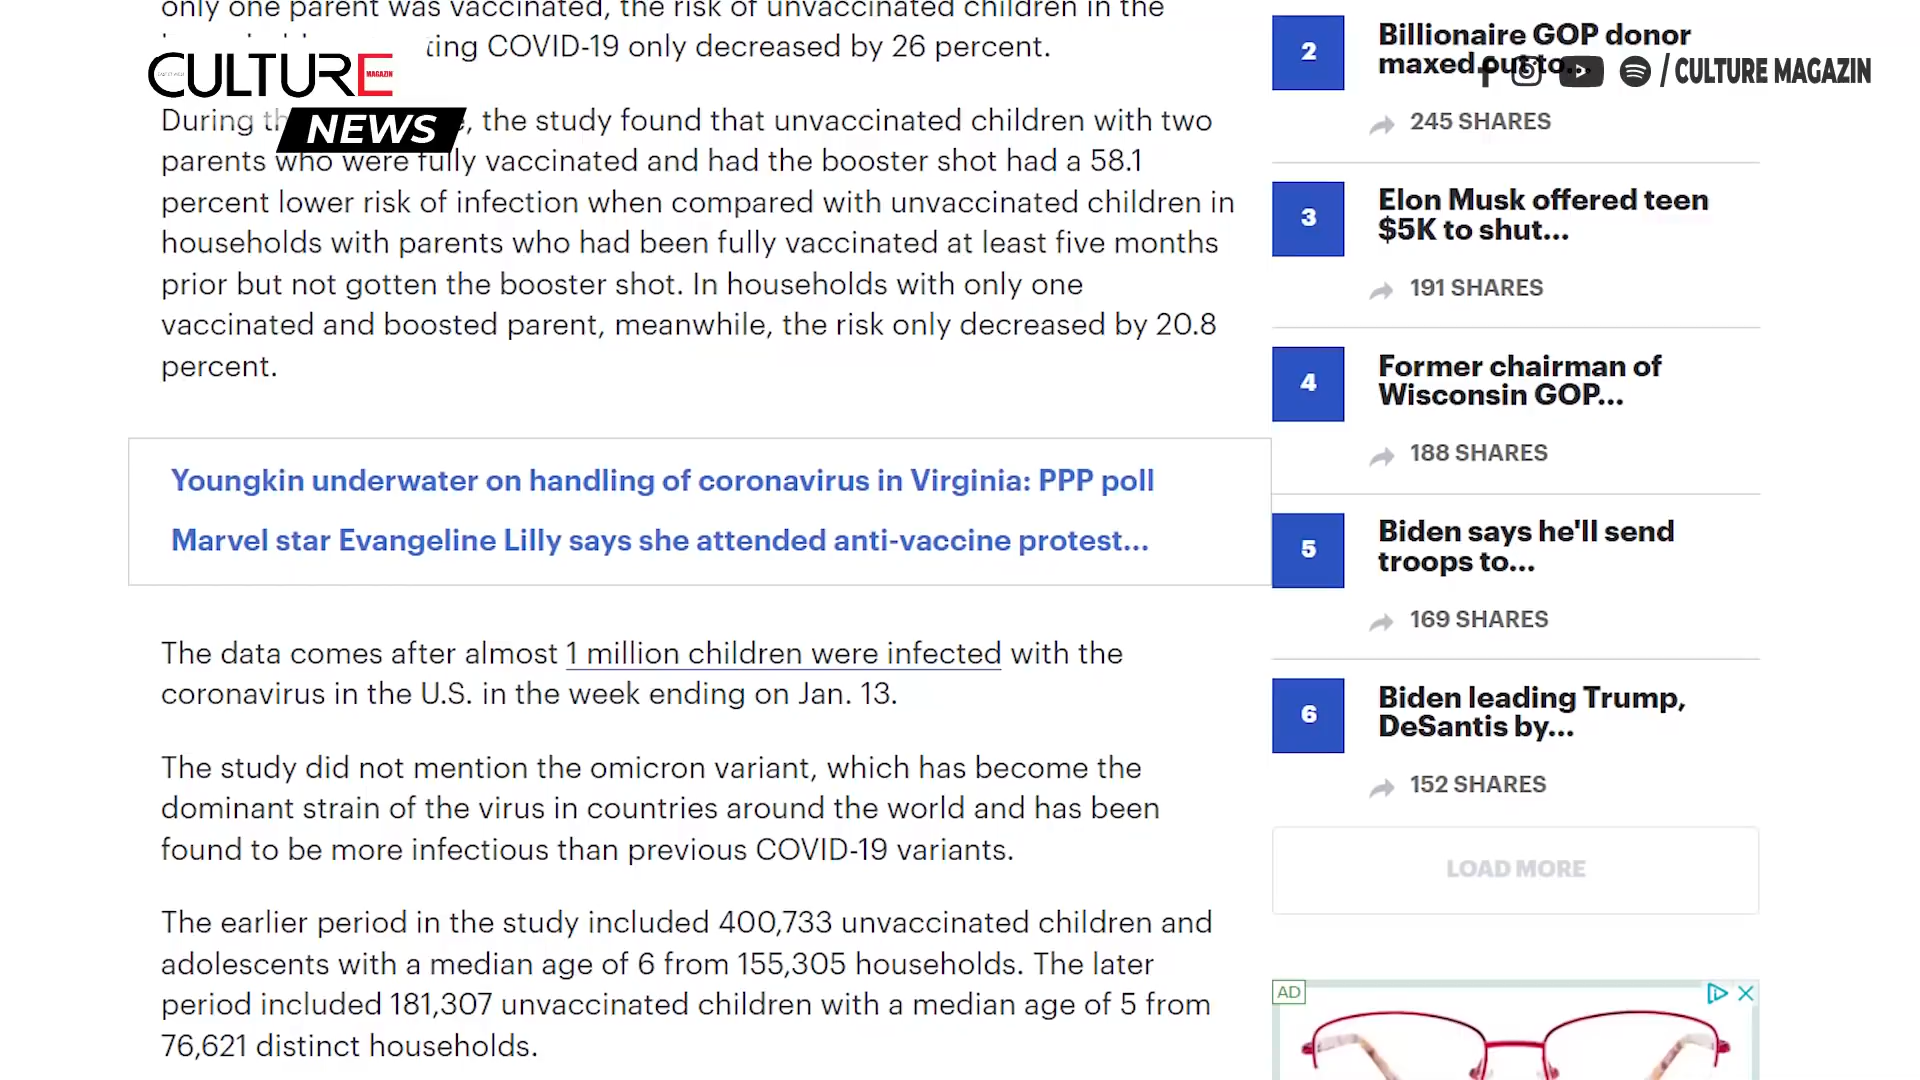 only one parent was vaccinated, the risk of unvaccinated children in the
ting COVID-19 only decreased by 26 percent.
CULTURE
MAGAZIN
NEWS
During
, the study found that unvaccinated children with two
parents who were fully vaccinated and had the booster shot had a 58.1
percent lower risk of infection when compared with unvaccinated children in
households with parents who had been fully vaccinated at least five months
prior but not gotten the booster shot. In households with only one
vaccinated and boosted parent, meanwhile, the risk only decreased by 20.8
percent.
Youngkin underwater on handling of coronavirus in Virginia: PPP poll
Marvel star Evangeline Lilly says she attended anti-vaccine protest...
The data comes after almost 1 million children were infected with the
coronavirus in the U.S. in the week ending on Jan. 13.
The study did not mention the omicron variant, which has become the
dominant strain of the virus in countries around the world and has been
found to be more infectious than previous COVID-19 variants.
The earlier period in the study included 400,733 unvaccinated children and
adolescents with a median age of 6 from 155,305 households. The later
period included 181,307 unvaccinated children with a median age of 5 from
76,621 distinct households.
2
Billionaire GOP donor
maxed out to...
/ CULTURE MAGAZIN
245 SHARES
3
Elon Musk offered teen
$5K to shut...
191 SHARES
4
Former chairman of
Wisconsin GOP...
188 SHARES
5
Biden says he'll send
troops to...
169 SHARES
6
Biden leading Trump,
DeSantis by...
152 SHARES
LOAD MORE
AD